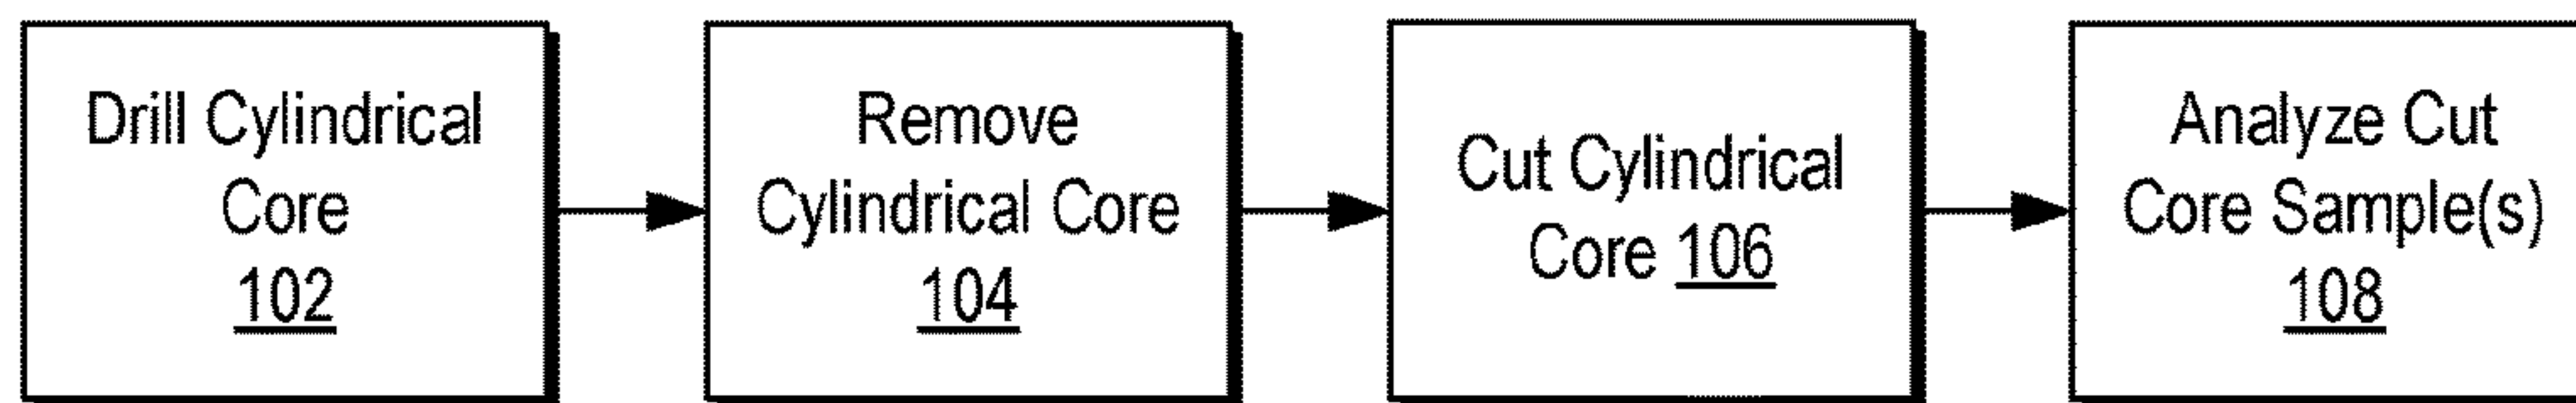 Drill Cylindrical
Core
102
Remove
Cylindrical Core
104
Cut Cylindrical
Core 106
Analyze Cut
Core Sample(s)
108